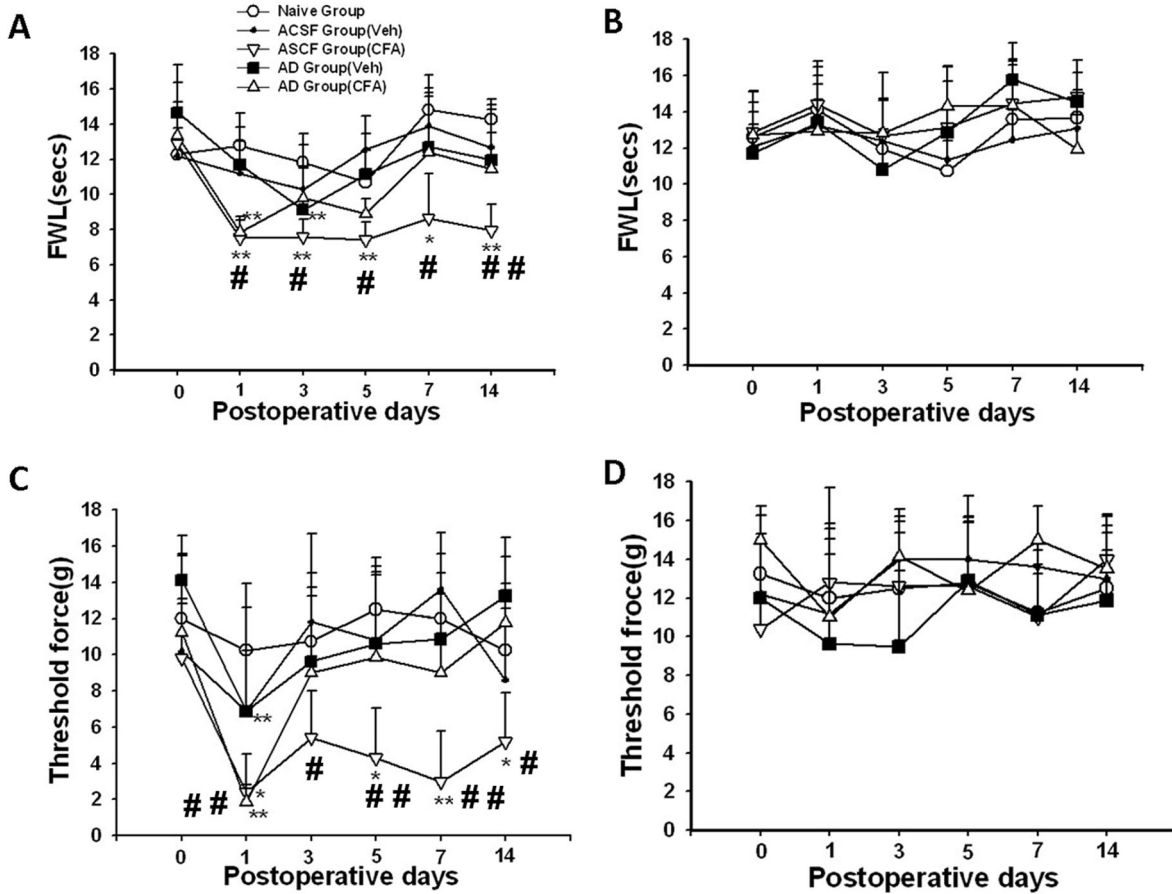 A
Naive Group
ACSF Group(Veh)
ASCF Group(CFA)
AD Group(Veh)
AD Group(CFA)
18
16
14
12
10
8
6
4
2
0
FWL(secs)
**
**
**
**
**
*
**
#
#
#
#
# #
0 1 3 5 7 14
Postoperative days
B
18
16
14
12
10
8
6
4
2
0
FWL(secs)
0 1 3 5 7 14
Postoperative days
C
18
16
14
12
10
8
6
4
2
0
Threshold force(g)
**
# #
*
**
#
*
# #
** # #
* #
0 1 3 5 7 14
Postoperative days
D
18
16
14
12
10
8
6
4
2
0
Threshold froce(g)
0 1 3 5 7 14
Postoperative days